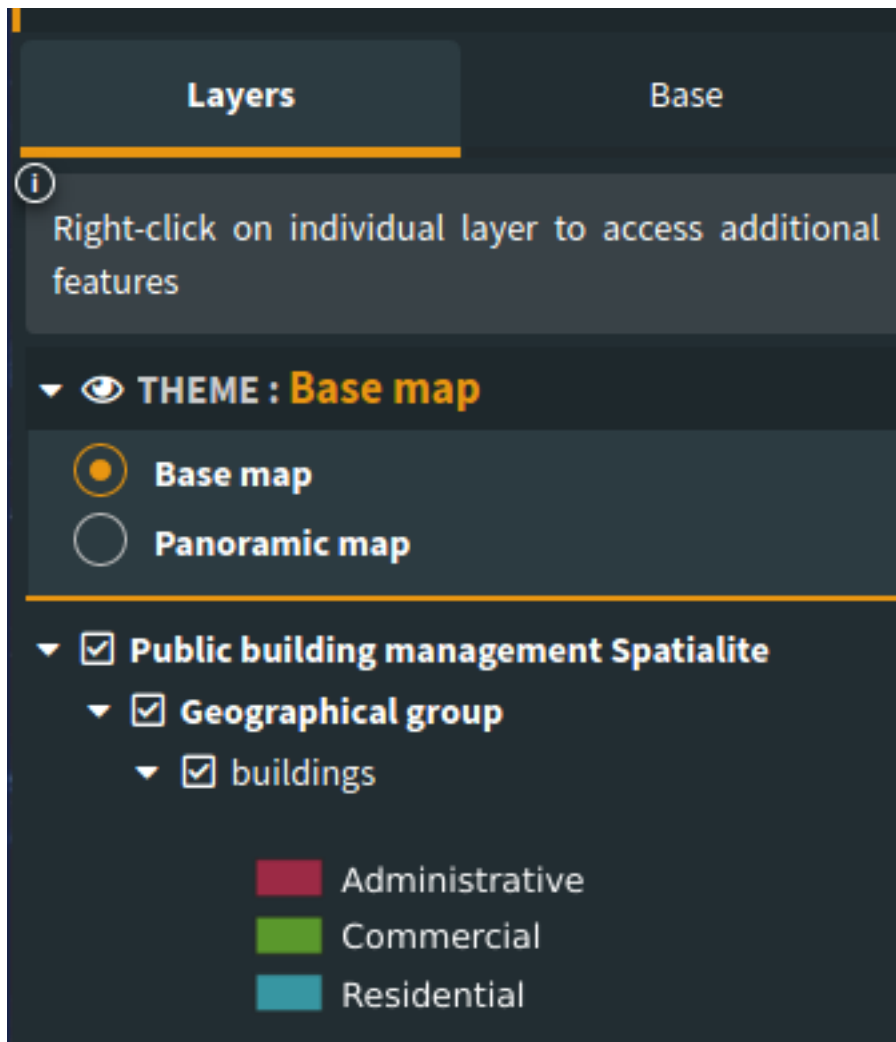 Layers
Base
i
Right-click on individual layer to access additional
features
THEME : Base map
Base map
Panoramic map
Public building management Spatialite
Geographical group
buildings
Administrative
Commercial
Residential